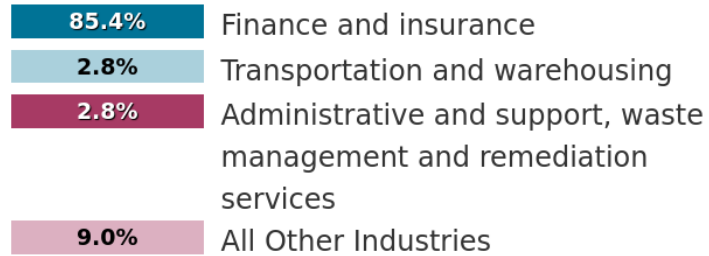 85.4% Finance and insurance
2.8% Transportation and warehousing
2.8% Administrative and support, waste
management and remediation
services
9.0% All Other Industries